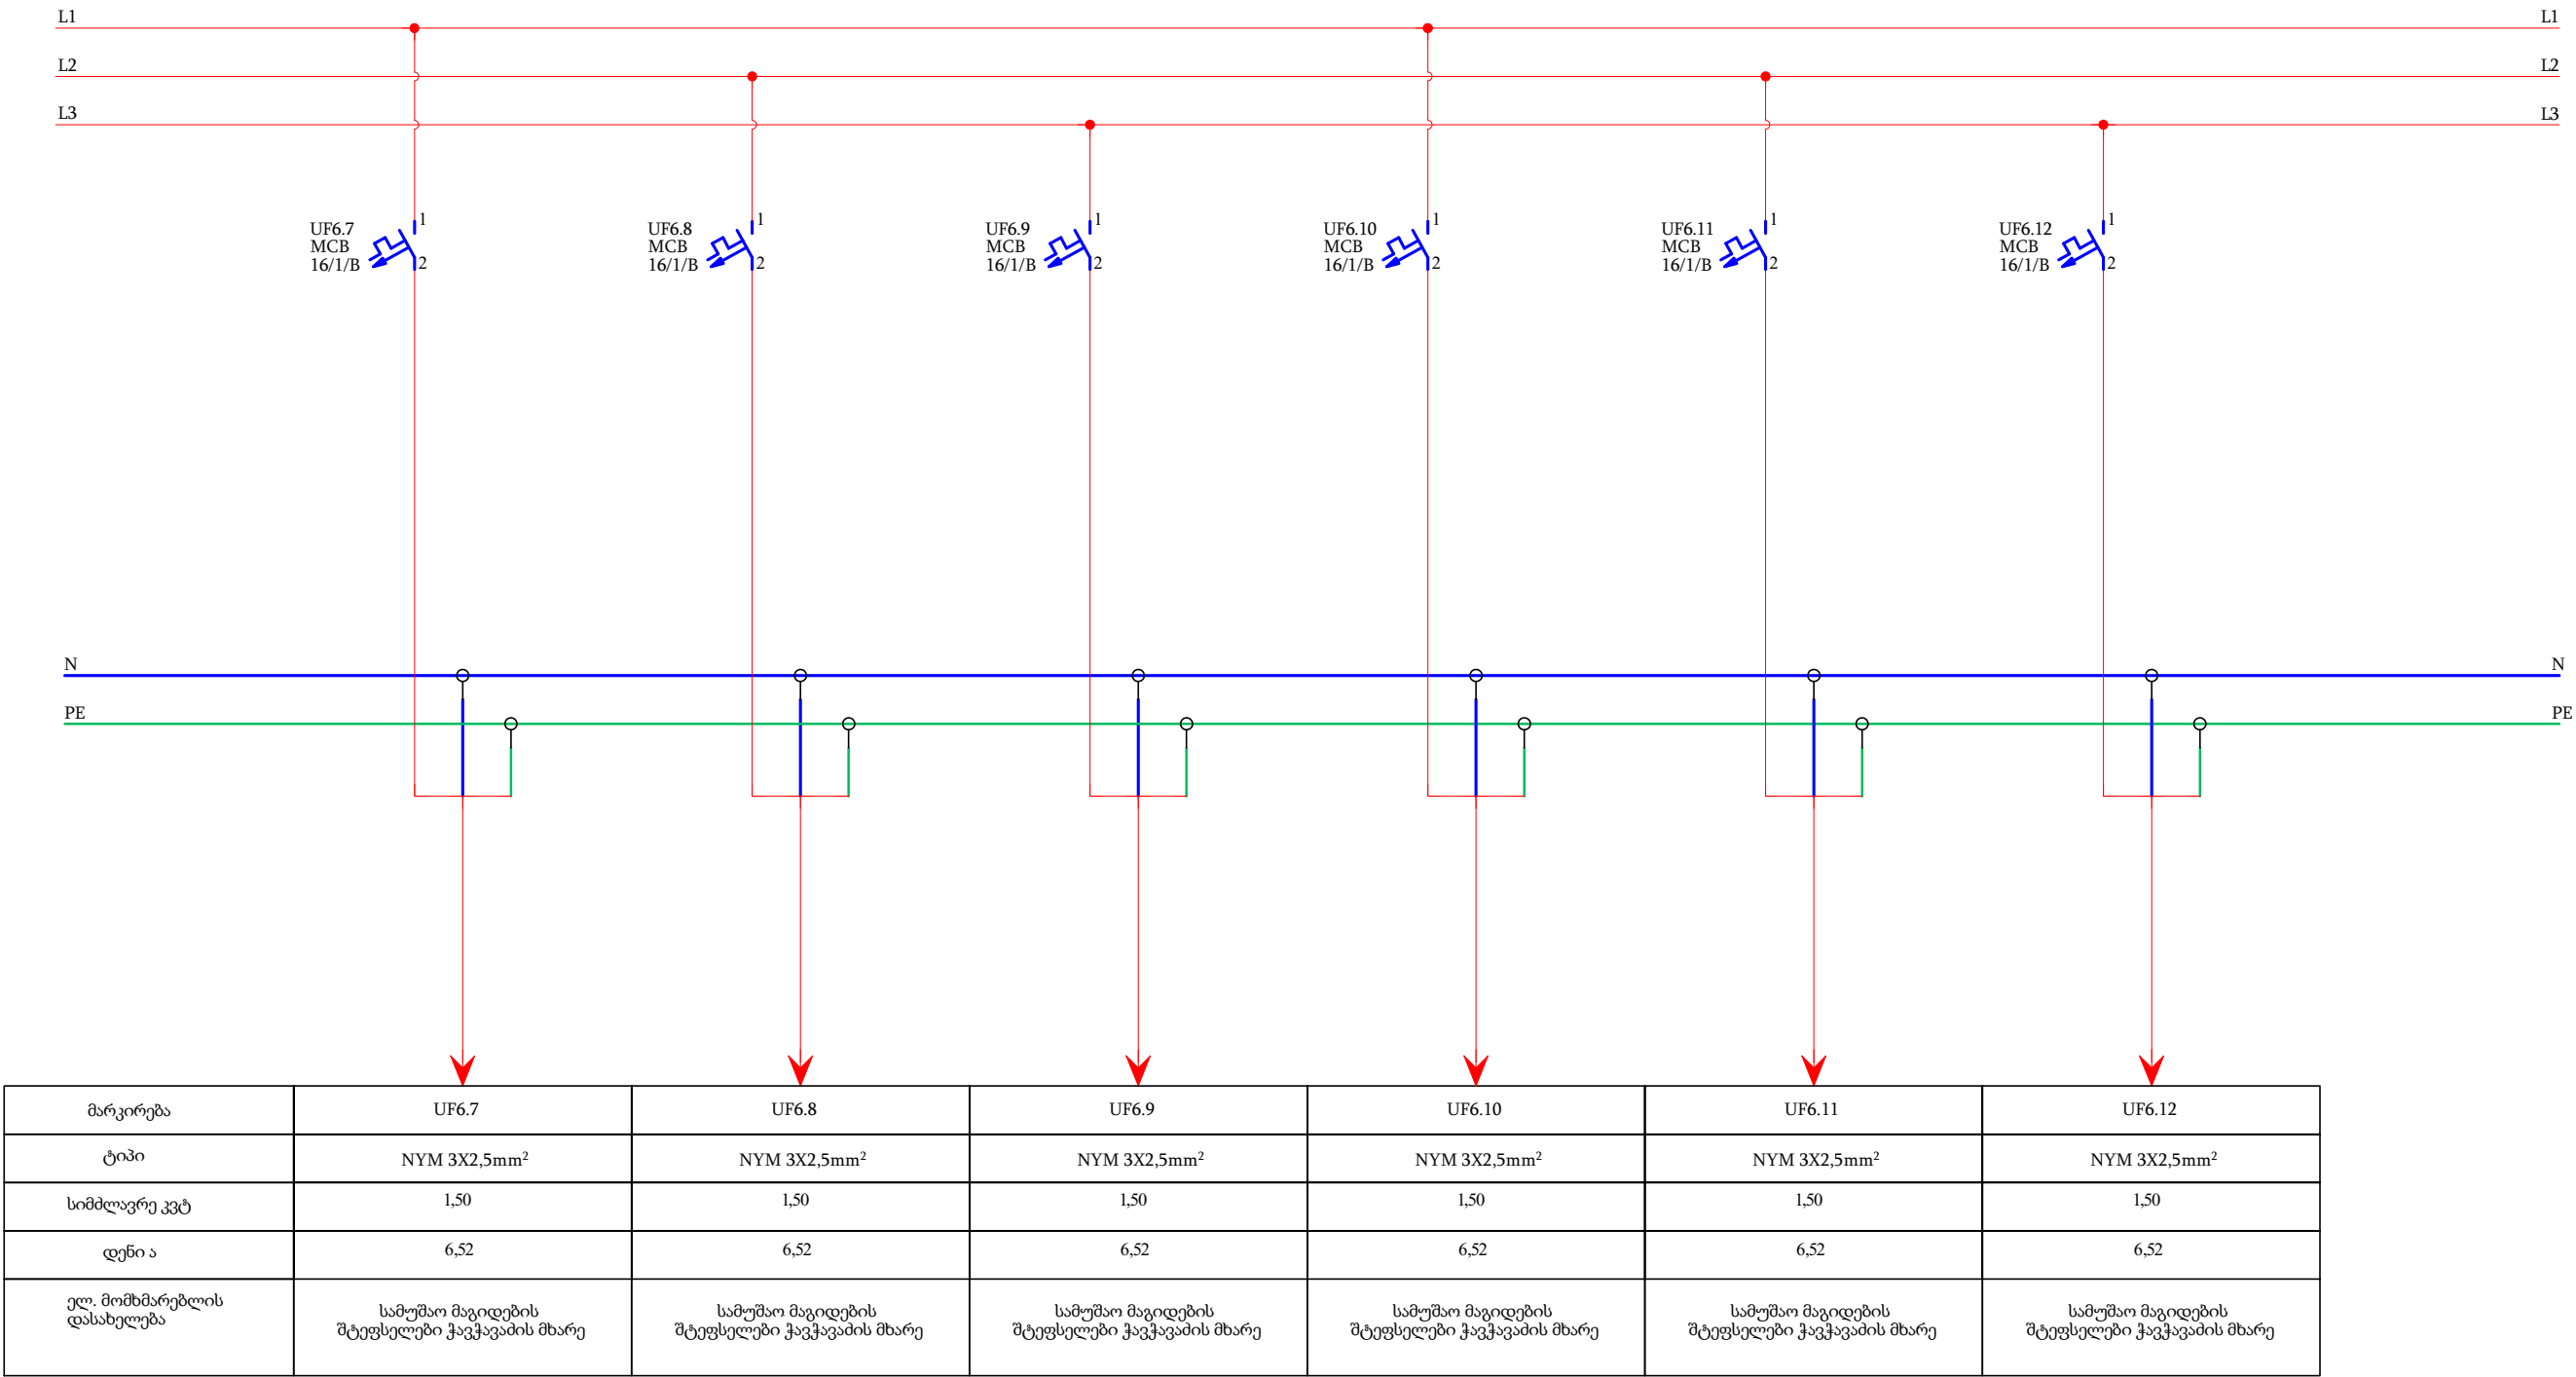 L1 L1
L2 L2
L3 L3
UF6.7
MCB
16/1/B
1
2
UF6.8
MCB
16/1/B
1
2
UF6.9
MCB
16/1/B
1
2
UF6.10
MCB
16/1/B
1
2
UF6.11
MCB
16/1/B
1
2
UF6.12
MCB
16/1/B
1
2
N N
PE PE
მარკირება UF6.7 UF6.8 UF6.9 UF6.10 UF6.11 UF6.12
ტიპი NYM 3X2,5mm² NYM 3X2,5mm² NYM 3X2,5mm² NYM 3X2,5mm² NYM 3X2,5mm² NYM 3X2,5mm²
სიმძლავრე კვტ 1,50 1,50 1,50 1,50 1,50 1,50
დენი ა 6,52 6,52 6,52 6,52 6,52 6,52
ელ. მომხმარებლის
დასახელება
სამუშაო მაგიდების
შტეფსელები ჭავჭავაძის მხარე
სამუშაო მაგიდების
შტეფსელები ჭავჭავაძის მხარე
სამუშაო მაგიდების
შტეფსელები ჭავჭავაძის მხარე
სამუშაო მაგიდების
შტეფსელები ჭავჭავაძის მხარე
სამუშაო მაგიდების
შტეფსელები ჭავჭავაძის მხარე
სამუშაო მაგიდების
შტეფსელები ჭავჭავაძის მხარე